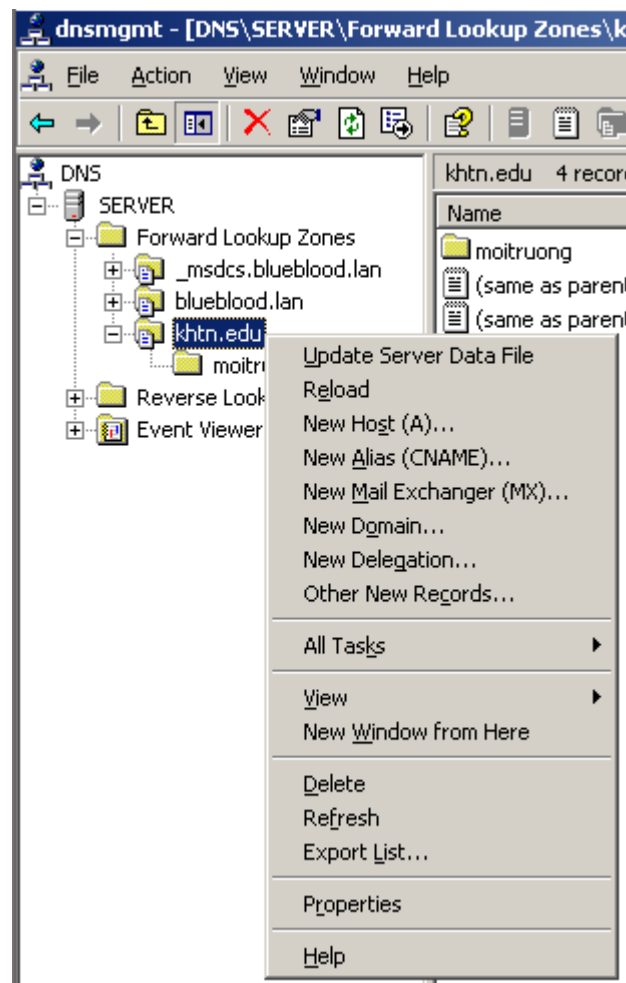 dnsmgmt - [DNS\SERVER\Forward Lookup Zones\k
File Action View Window Help
DNS
SERVER
Forward Lookup Zones
_msdcs.blueblood.lan
blueblood.lan
khtn.edu
moitru
Reverse Look
Event Viewer
khtn.edu 4 recor
Name
moitruong
(same as parent
(same as parent
Update Server Data File
Reload
New Host (A)...
New Alias (CNAME)...
New Mail Exchanger (MX)...
New Domain...
New Delegation...
Other New Records...
All Tasks
View
New Window from Here
Delete
Refresh
Export List...
Properties
Help